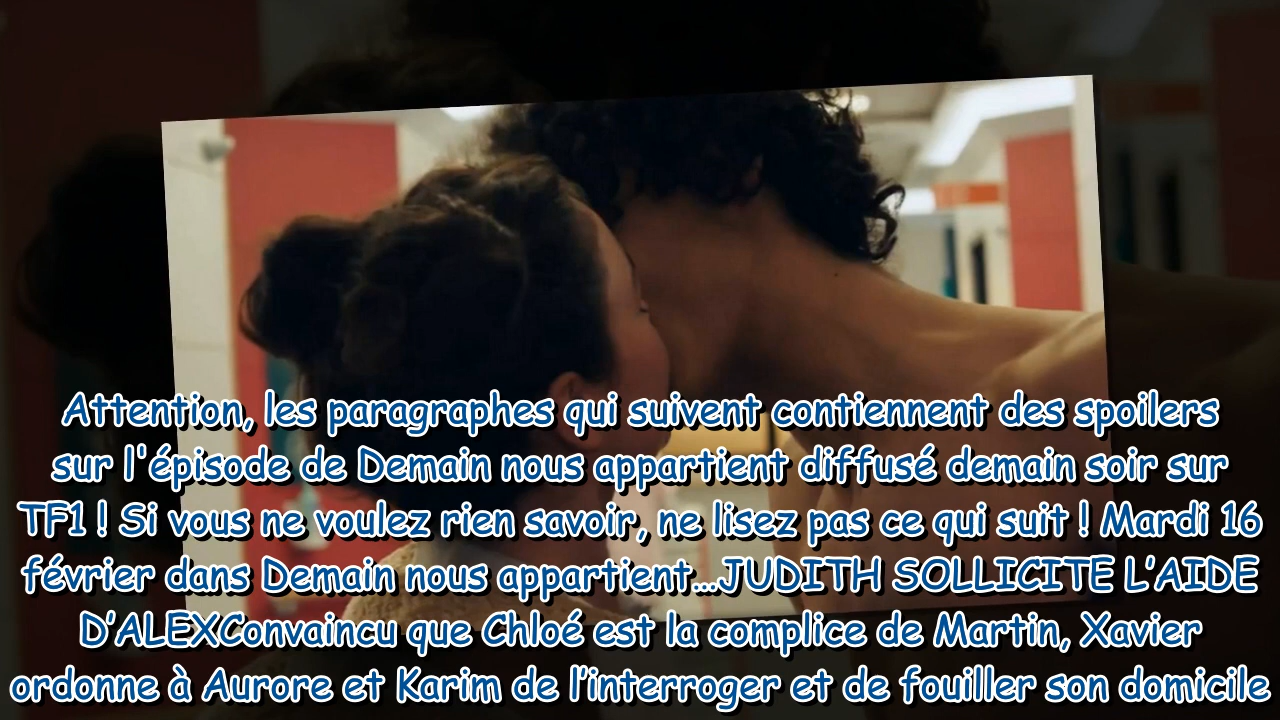 Attention, les paragraphes qui suivent contiennent des spoilers
sur l'épisode de Demain nous appartient diffusé demain soir sur
TF1 ! Si vous ne voulez rien savoir, ne lisez pas ce qui suit ! Mardi 16
février dans Demain nous appartient...JUDITH SOLLICITE L’AIDE
D’ALEXConvaincu que Chloé est la complice de Martin, Xavier
ordonne à Aurore et Karim de l’interroger et de fouiller son domicile